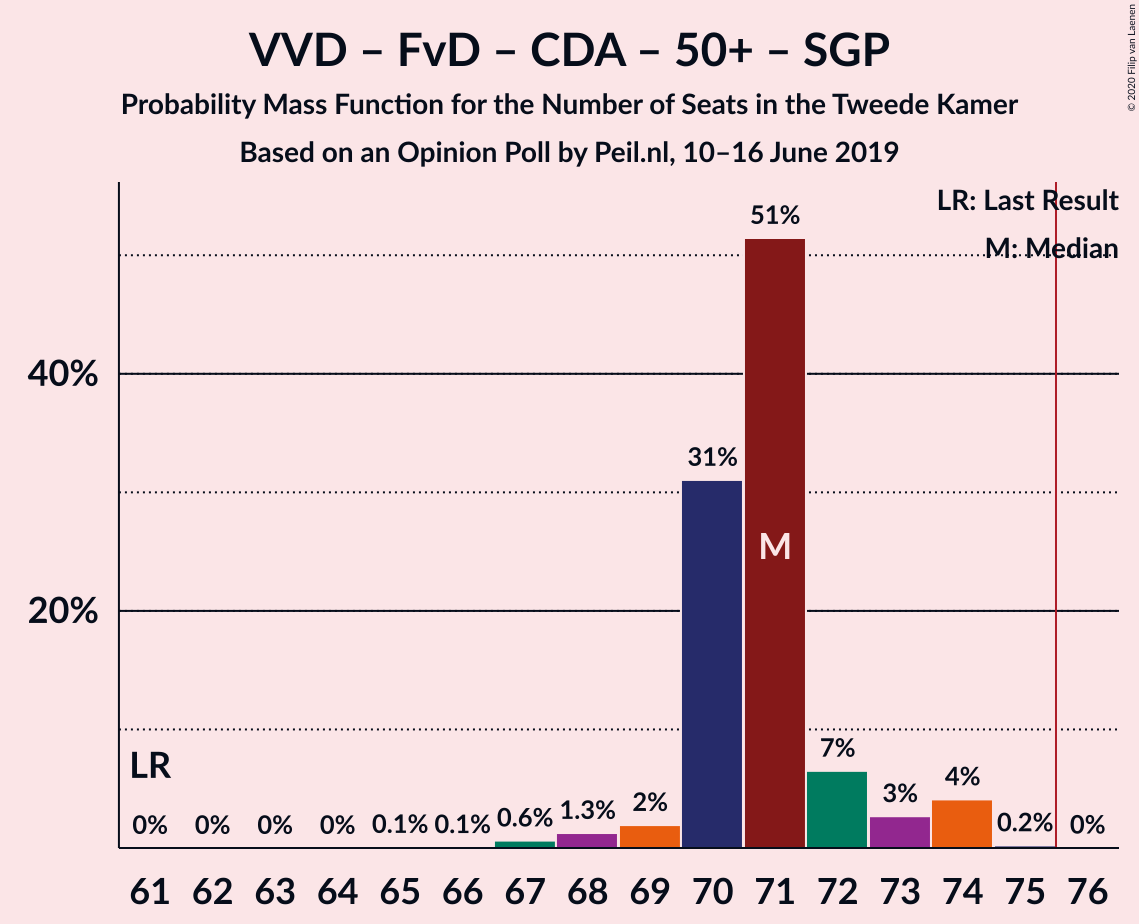 VVD – FvD – CDA – 50+ – SGP
Probability Mass Function for the Number of Seats in the Tweede Kamer
Based on an Opinion Poll by Peil.nl, 10–16 June 2019
© 2020 Filip van Laenen
LR: Last Result
M: Median
40%
20%
51%
31%
M
LR
0% 0% 0% 0% 0.1% 0.1% 0.6% 1.3% 2% 7% 3% 4% 0.2% 0%
61 62 63 64 65 66 67 68 69 70 71 72 73 74 75 76